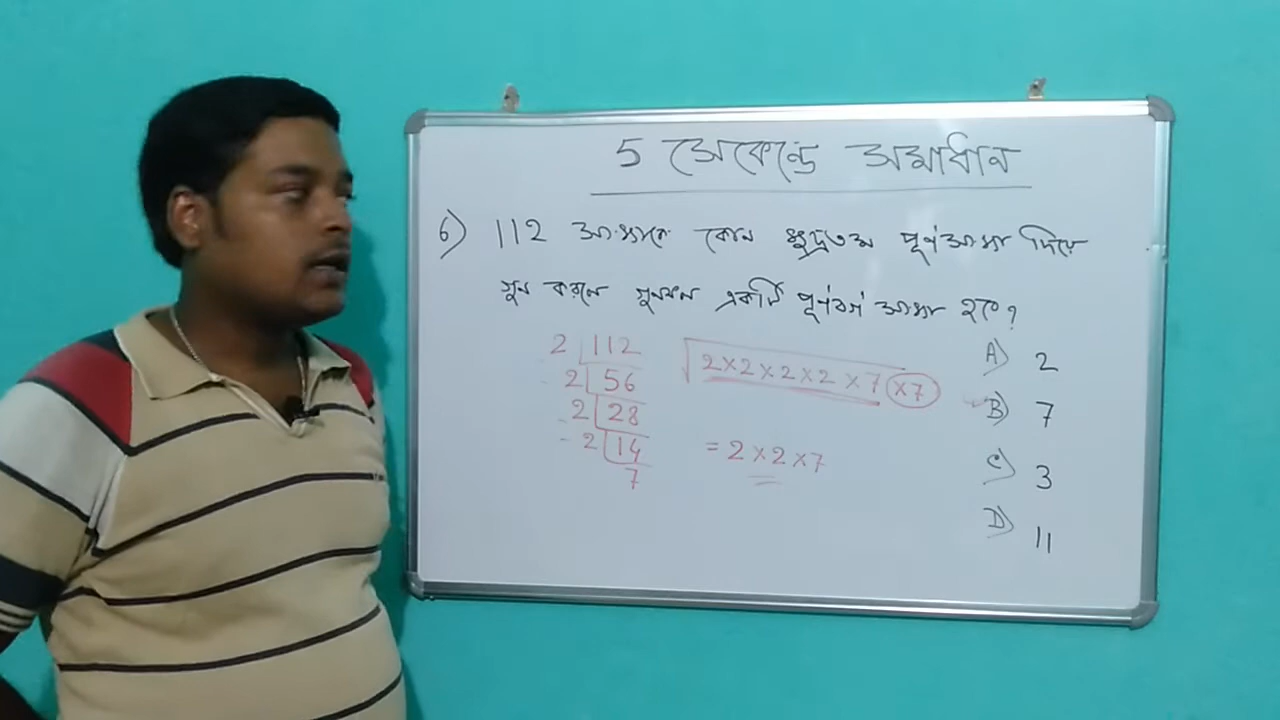 5 সেকেন্ডে সমাধান
6) 112 সংখ্যাকে কোন ক্ষুদ্রতম পূর্ণসংখ্যা দিয়ে
গুন করলে গুনফল একটি পূর্ণবর্গ সংখ্যা হবে?
2 112
2 56
2 28
2 14
7
√2×2×2×2×7×7
= 2×2×7
A) 2
B) 7
C) 3
D) 11